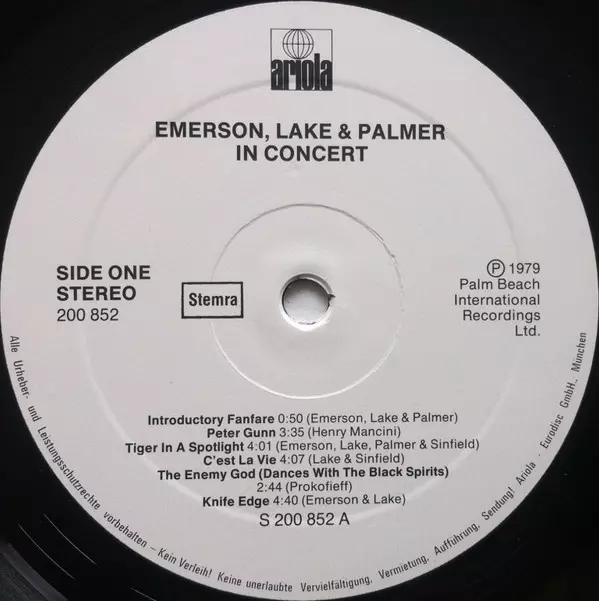 ariola
EMERSON, LAKE & PALMER
IN CONCERT
SIDE ONE
STEREO
200 852
Stemra
Ⓟ 1979
Palm Beach
International
Recordings
Ltd.
Introductory Fanfare 0:50 (Emerson, Lake & Palmer)
Peter Gunn 3:35 (Henry Mancini)
Tiger In A Spotlight 4:01 (Emerson, Lake, Palmer & Sinfield)
C'est La Vie 4:07 (Lake & Sinfield)
The Enemy God (Dances With The Black Spirits)
2:44 (Prokofieff)
Knife Edge 4:40 (Emerson & Lake)
S 200 852 A
Alle Urheber- und Leistungsschutzrechte vorbehalten – Kein Verleih! Keine unerlaubte Vervielfältigung, Vermietung, Aufführung, Sendung! Ariola - Eurodisc GmbH., München